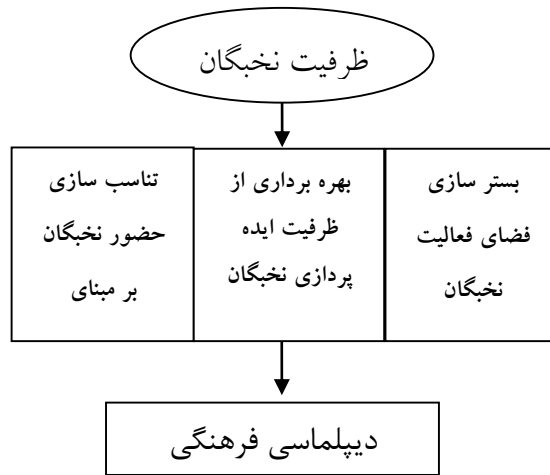 ظرفیت نخبگان
بستر سازی
فضای فعالیت
نخبگان
بهره برداری از
ظرفیت ایده
پردازی نخبگان
تناسب سازی
حضور نخبگان
بر مبنای
دیپلماسی فرهنگی